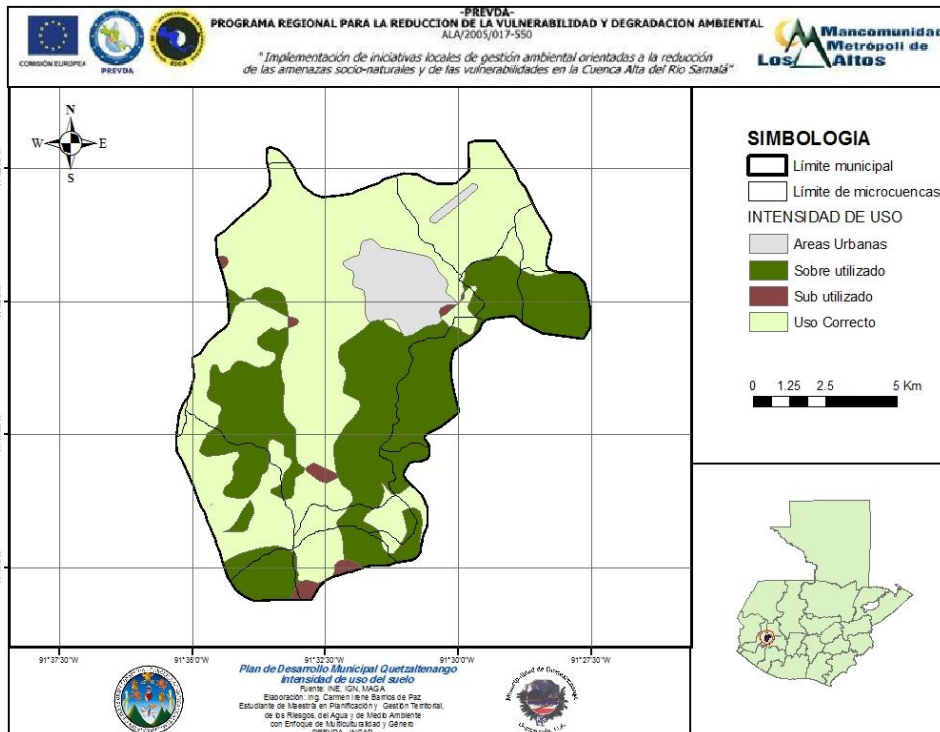 -PREVDA-
PROGRAMA REGIONAL PARA LA REDUCCION DE LA VULNERABILIDAD Y DEGRADACION AMBIENTAL
ALA/2005/017-550
"Implementación de iniciativas locales de gestión ambiental orientadas a la reducción
de las amenazas socio-naturales y de las vulnerabilidades en la Cuenca Alta del Rio Samalá"
COMISIÓN EUROPEA
PREVDA
Mancomunidad
Metrópoli de
Los Altos
N
W
E
S
SIMBOLOGIA
Límite municipal
Límite de microcuencas
INTENSIDAD DE USO
Areas Urbanas
Sobre utilizado
Sub utilizado
Uso Correcto
0 1.25 2.5 5 Km
91°37'30"W 91°35'0"W 91°32'30"W 91°30'0"W 91°27'30"W
Plan de Desarrollo Municipal Quetzaltenango
Intensidad de uso del suelo
Fuente: INE, IGN, MAGA
Elaboración: Ing. Carmen Irene Barrios de Paz
Estudiante de Maestría en Planificación y Gestión Territorial,
de los Riesgos, del Agua y de Medio Ambiente
con Enfoque de Multiculturalidad y Género